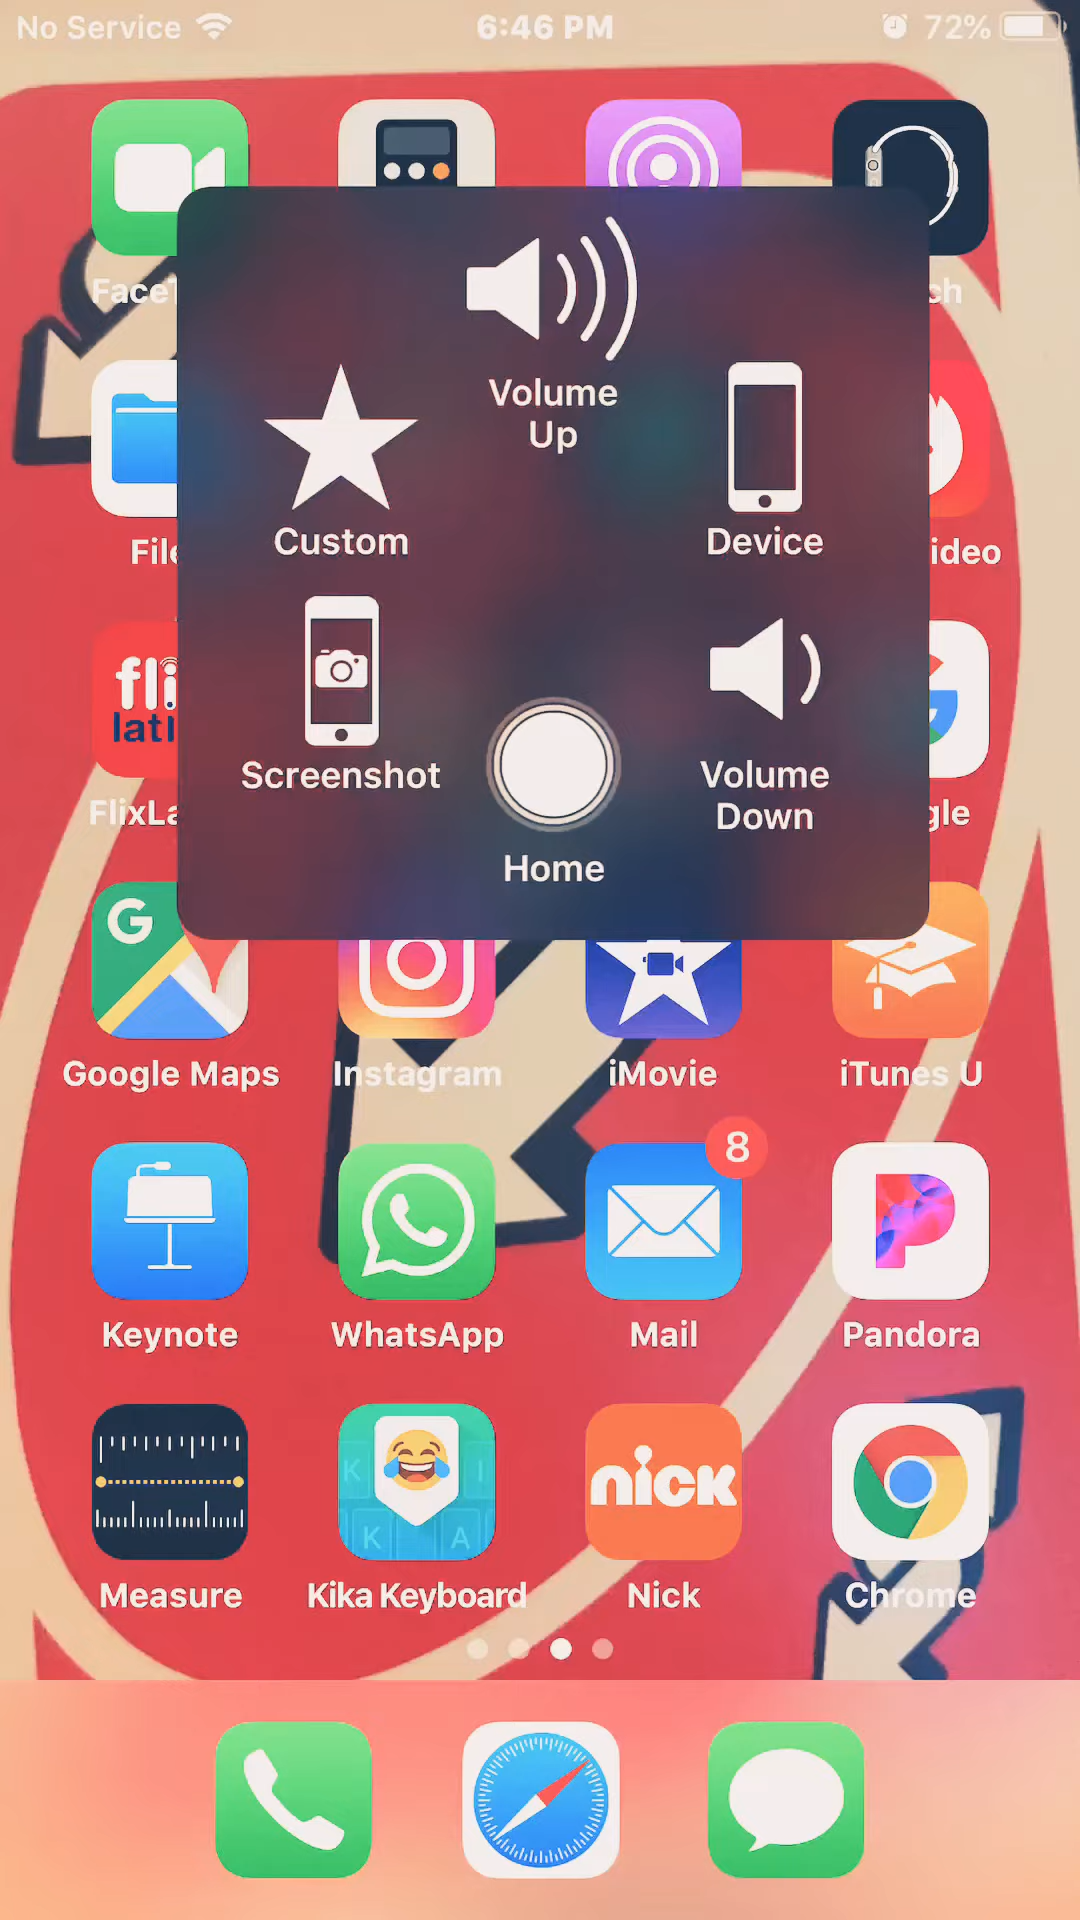 No Service
6:46 PM
72%
Volume
Up
Custom
Device
Screenshot
Volume
Down
Home
Google Maps
Instagram
iMovie
iTunes U
8
Keynote
WhatsApp
Mail
Pandora
K I
K A
nick
Measure
Kika Keyboard
Nick
Chrome